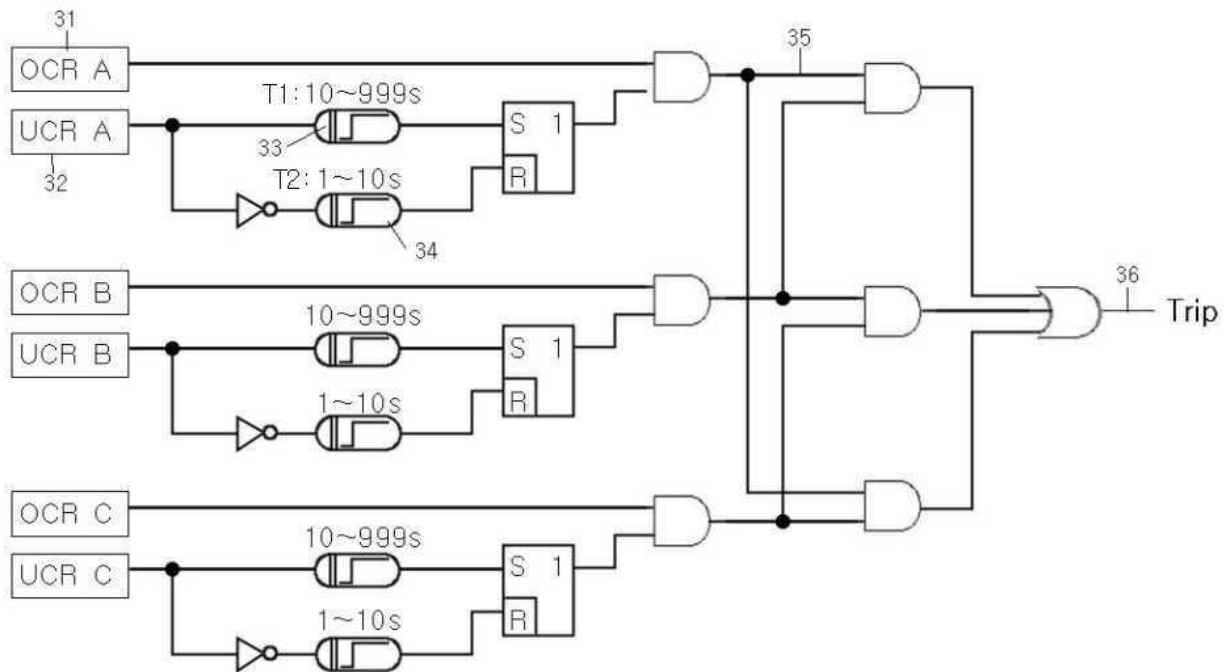 31
OCR A
35
T1:10~999s
UCR A
33
S 1
32
T2:1~10s
R
34
OCR B
36
Trip
10~999s
UCR B
S 1
1~10s
R
OCR C
10~999s
UCR C
S 1
1~10s
R